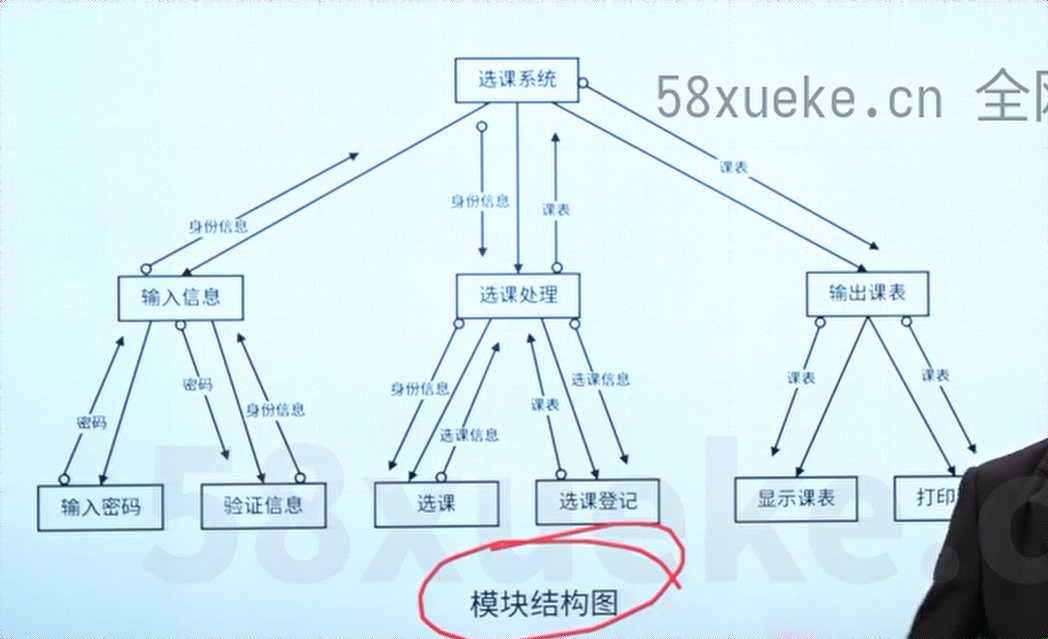 选课系统
58xueke.cn 全网
身份信息
身份信息
课表
课表
输入信息
选课处理
输出课表
密码
密码
身份信息
身份信息
选课信息
课表
选课信息
课表
课表
输入密码
验证信息
选课
选课登记
显示课表
打印
58xueke.c
模块结构图